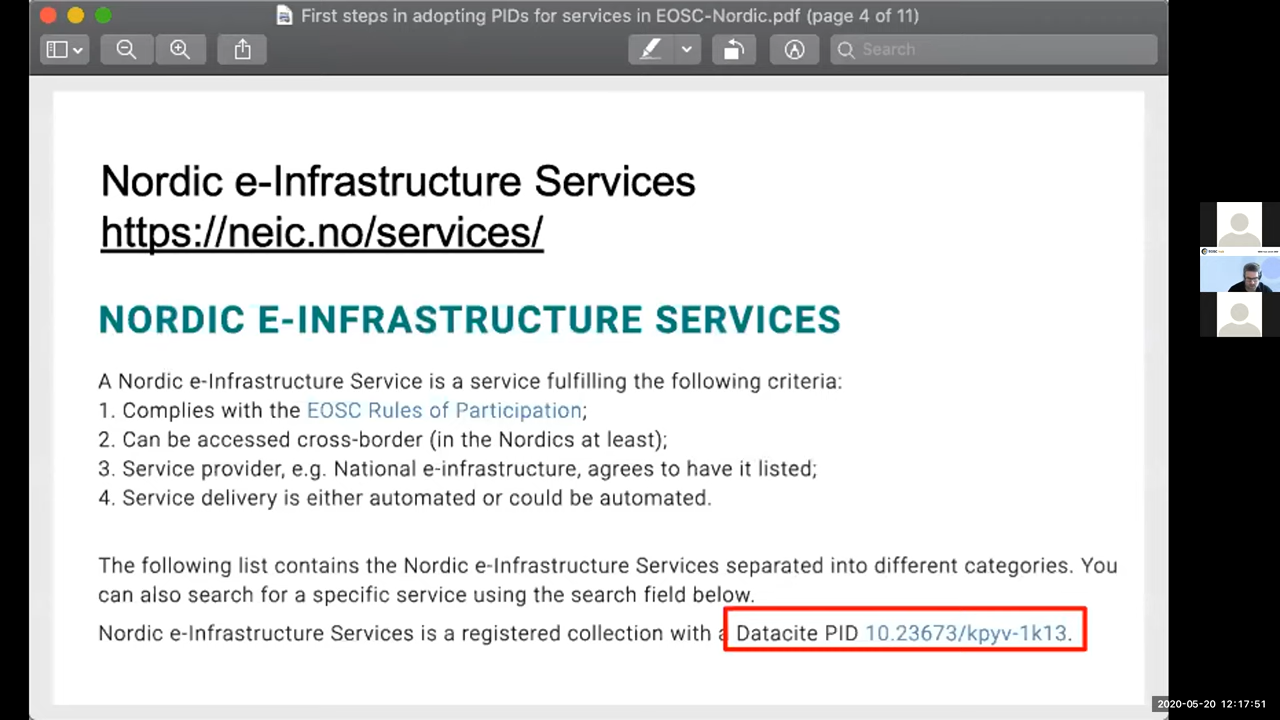 First steps in adopting PIDs for services in EOSC-Nordic.pdf (page 4 of 11)
Search
Nordic e-Infrastructure Services
https://neic.no/services/
NORDIC E-INFRASTRUCTURE SERVICES
A Nordic e-Infrastructure Service is a service fulfilling the following criteria:
1. Complies with the EOSC Rules of Participation;
2. Can be accessed cross-border (in the Nordics at least);
3. Service provider, e.g. National e-infrastructure, agrees to have it listed;
4. Service delivery is either automated or could be automated.
The following list contains the Nordic e-Infrastructure Services separated into different categories. You
can also search for a specific service using the search field below.
Nordic e-Infrastructure Services is a registered collection with a Datacite PID 10.23673/kpyv-1k13.
2020-05-20 12:17:51